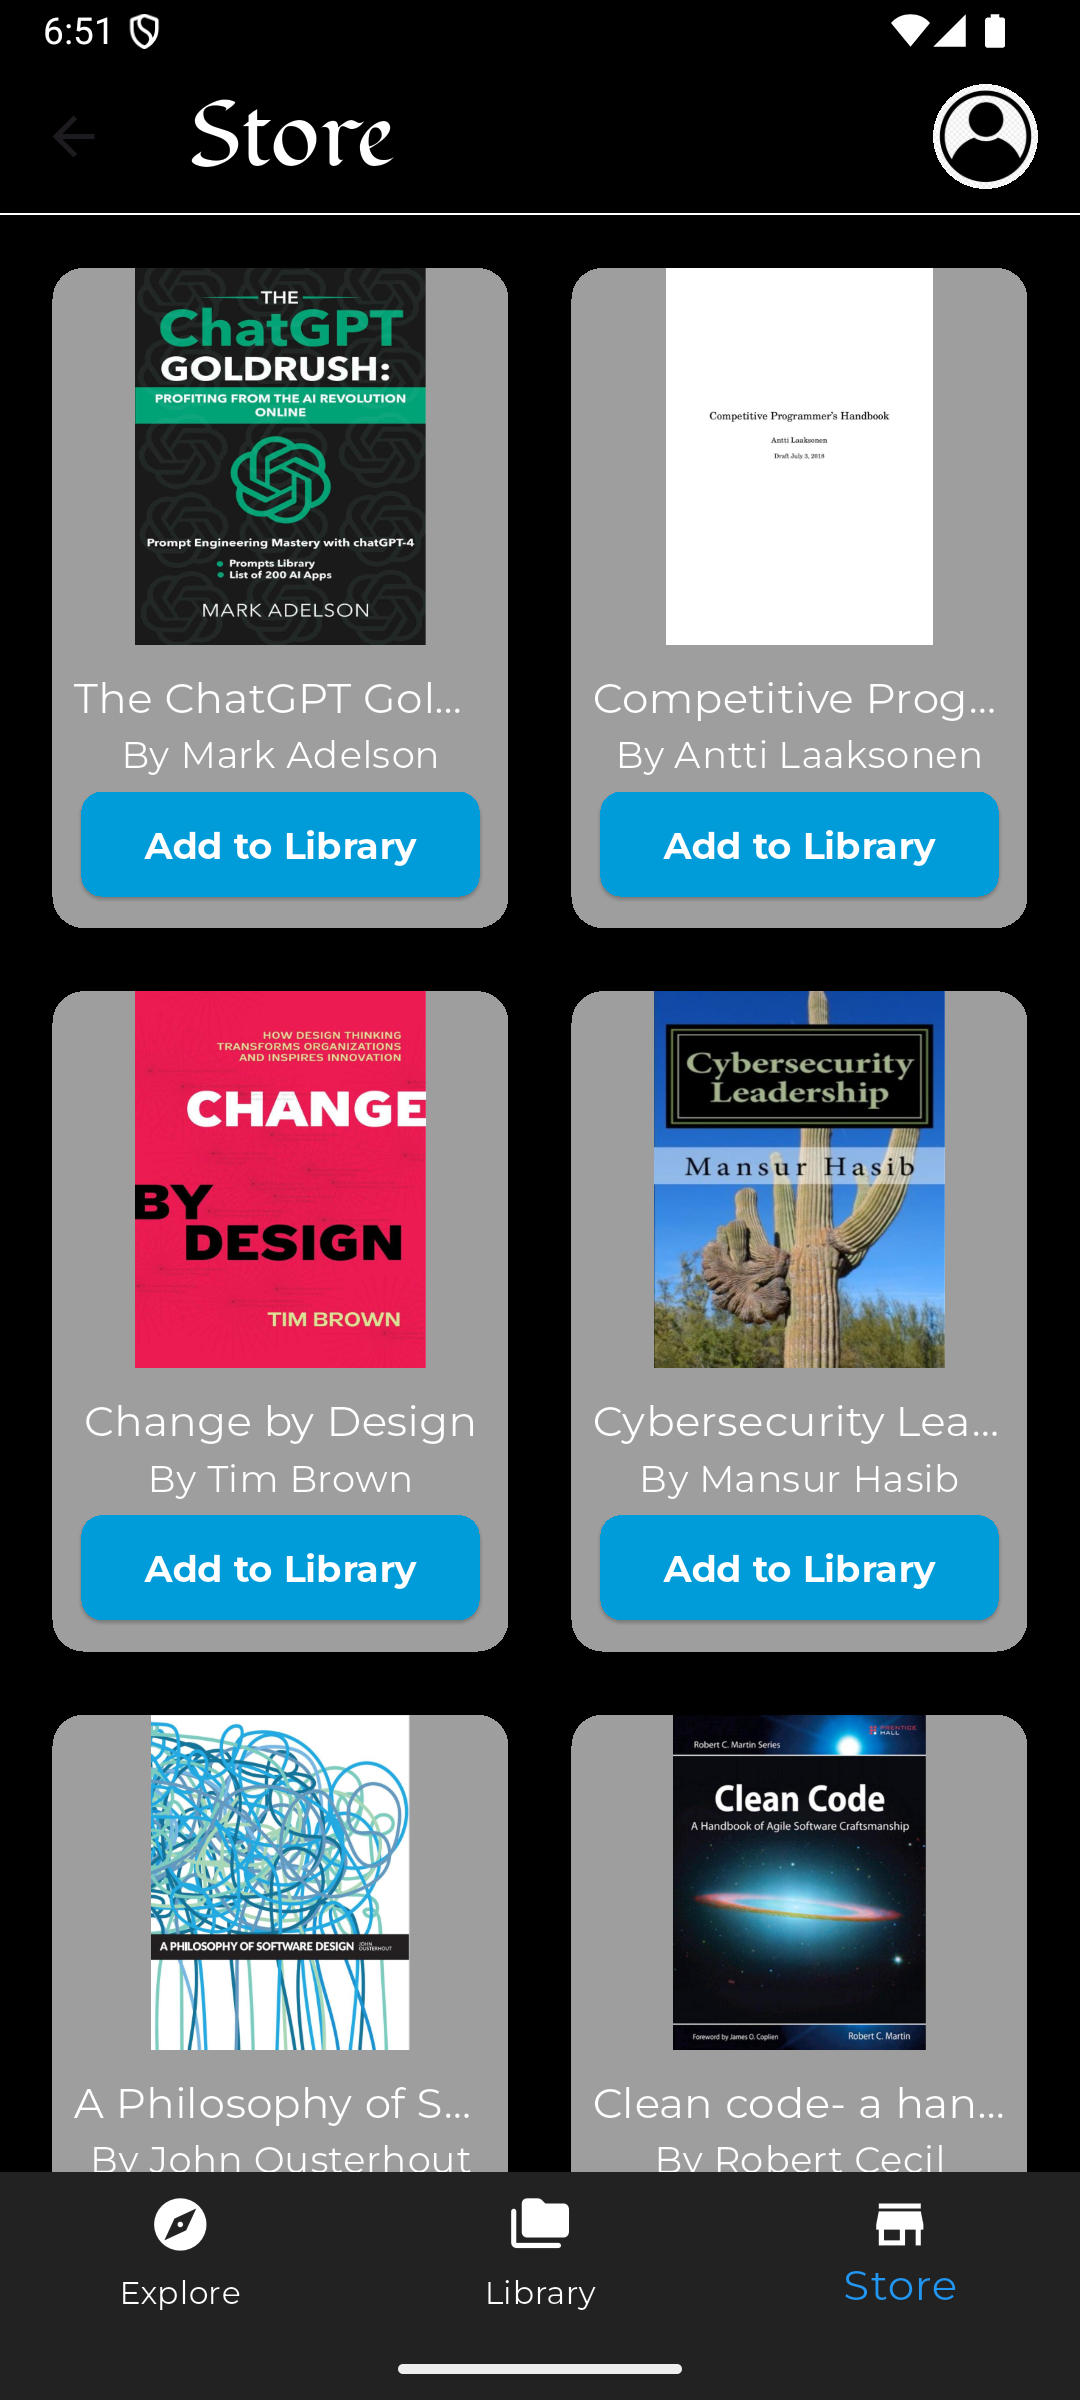 6:51
Store
THE
ChatGPT
GOLDRUSH:
PROFITING FROM THE AI REVOLUTION
ONLINE
Prompt Engineering Mastery with chatGPT-4
Prompts Library
List of 200 AI Apps
MARK ADELSON
The ChatGPT Gol...
By Mark Adelson
Add to Library
Competitive Programmer's Handbook
Antti Laaksonen
Draft July 3, 2018
Competitive Prog...
By Antti Laaksonen
Add to Library
HOW DESIGN THINKING
TRANSFORMS ORGANIZATIONS
AND INSPIRES INNOVATION
CHANGE
BY
DESIGN
TIM BROWN
Change by Design
By Tim Brown
Add to Library
Cybersecurity
Leadership
Mansur Hasib
Cybersecurity Lea...
By Mansur Hasib
Add to Library
A PHILOSOPHY OF SOFTWARE DESIGN JOHN
OUSTERHOUT
A Philosophy of S...
By John Ousterhout
PRENTICE
HALL
Robert C. Martin Series
Clean Code
A Handbook of Agile Software Craftsmanship
Foreword by James O. Coplien
Robert C. Martin
Clean code- a han...
By Robert Cecil
Explore
Library
Store